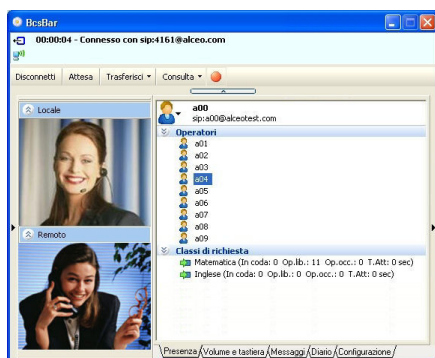 BcsBar
00:00:04 - Connesso con sip:4161@alceo.com
Disconnetti Attesa Trasferisci Consulta
Locale
Remoto
a00
sip:a00@alceotest.com
Operatori
a01
a02
a03
a04
a05
a06
a07
a08
a09
Classi di richiesta
Matematica (In coda: 0 Op.lib.: 11 Op.occ.: 0 T.Att: 0 sec)
Inglese (In coda: 0 Op.lib.: 0 Op.occ.: 0 T.Att: 0 sec)
Presenza Volume e tastiera Messaggi Diario Configurazione